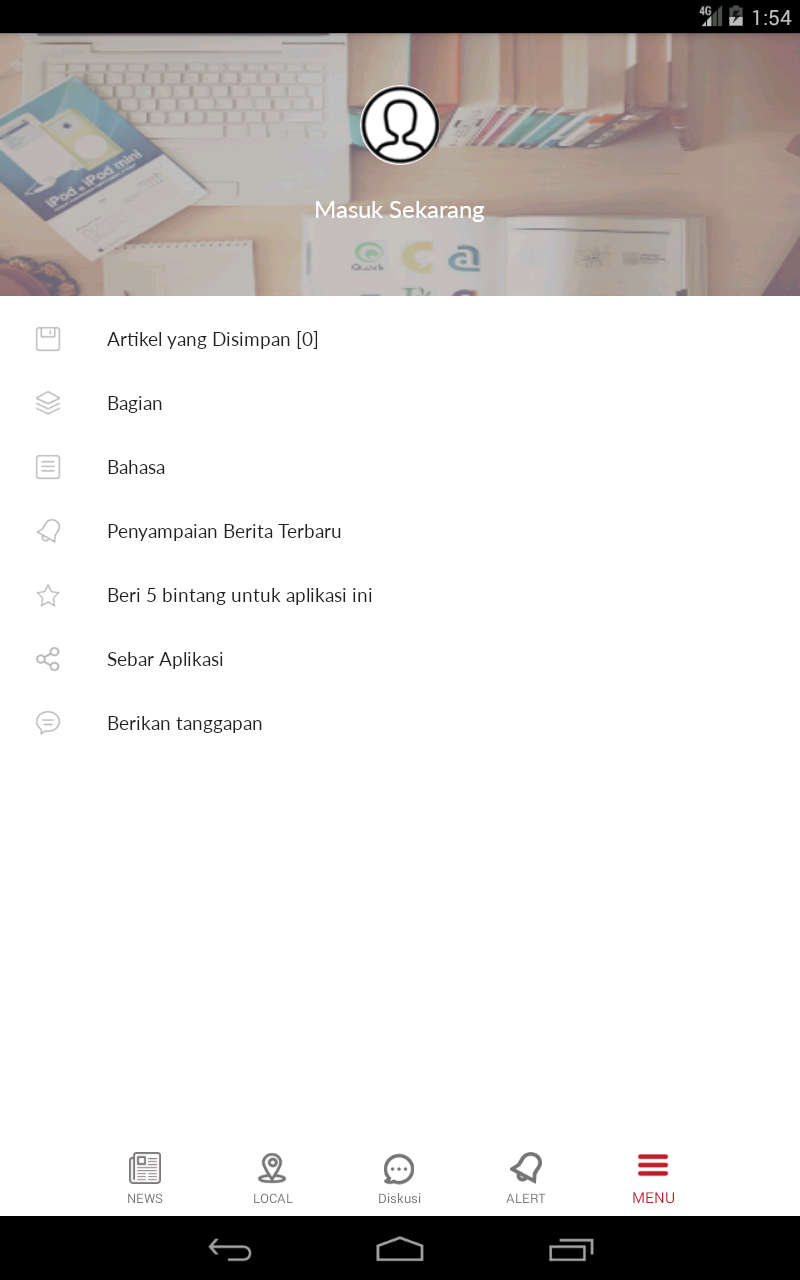 4G 1:54
iPod & iPod mini
Masuk Sekarang
Quark
Artikel yang Disimpan [0]
Bagian
Bahasa
Penyampaian Berita Terbaru
Beri 5 bintang untuk aplikasi ini
Sebar Aplikasi
Berikan tanggapan
NEWS
LOCAL
Diskusi
ALERT
MENU